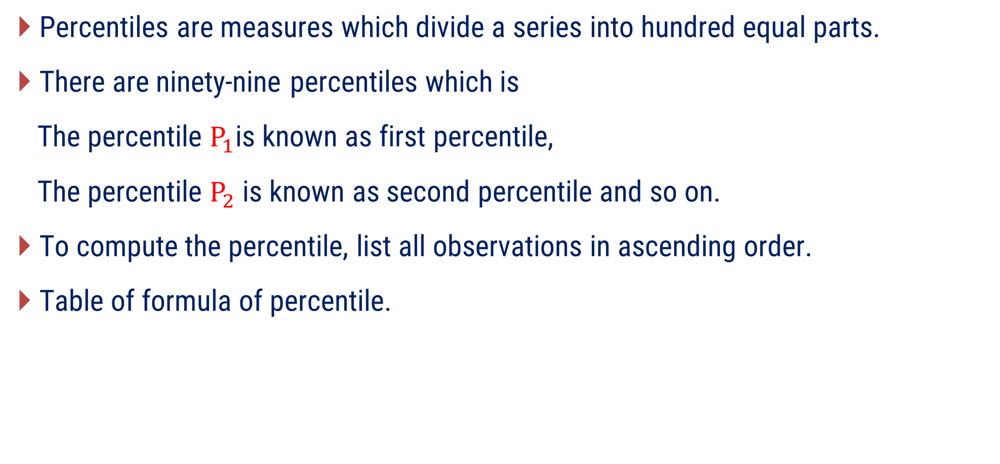 Percentiles are measures which divide a series into hundred equal parts.
There are ninety-nine percentiles which is
The percentile P₁ is known as first percentile,
The percentile P₂ is known as second percentile and so on.
To compute the percentile, list all observations in ascending order.
Table of formula of percentile.